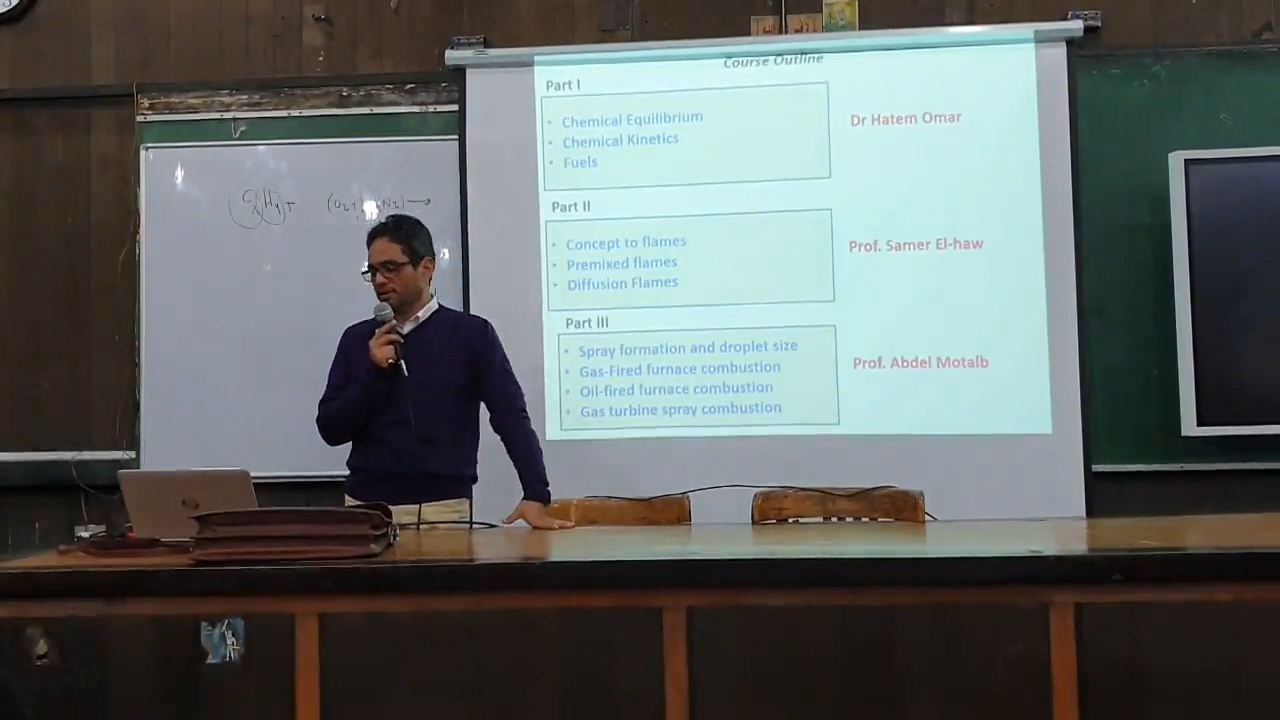 Course Outline
Part I
• Chemical Equilibrium
• Chemical Kinetics
• Fuels
Dr Hatem Omar
Part II
• Concept to flames
• Premixed flames
• Diffusion Flames
Prof. Samer El-haw
Part III
• Spray formation and droplet size
• Gas-Fired furnace combustion
• Oil-fired furnace combustion
• Gas turbine spray combustion
Prof. Abdel Motalb